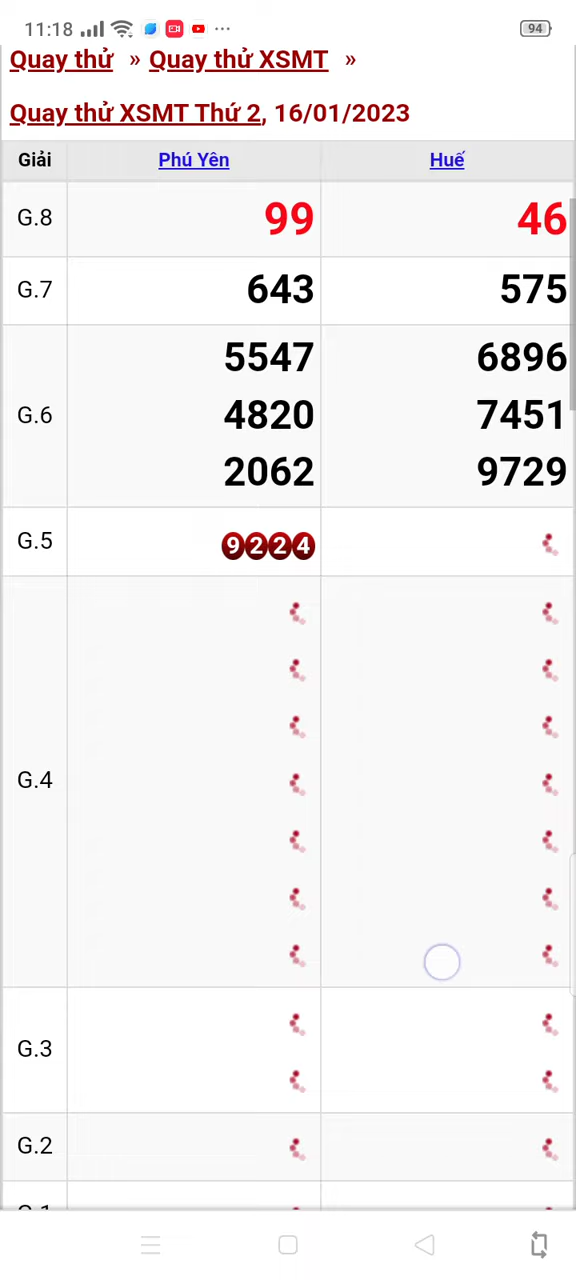 11:18 94
Quay thử » Quay thử XSMT »
Quay thử XSMT Thứ 2, 16/01/2023
Giải Phú Yên Huế
G.8 99 46
G.7 643 575
G.6 5547 6896
4820 7451
2062 9729
G.5 9224
G.4
G.3
G.2
G.1